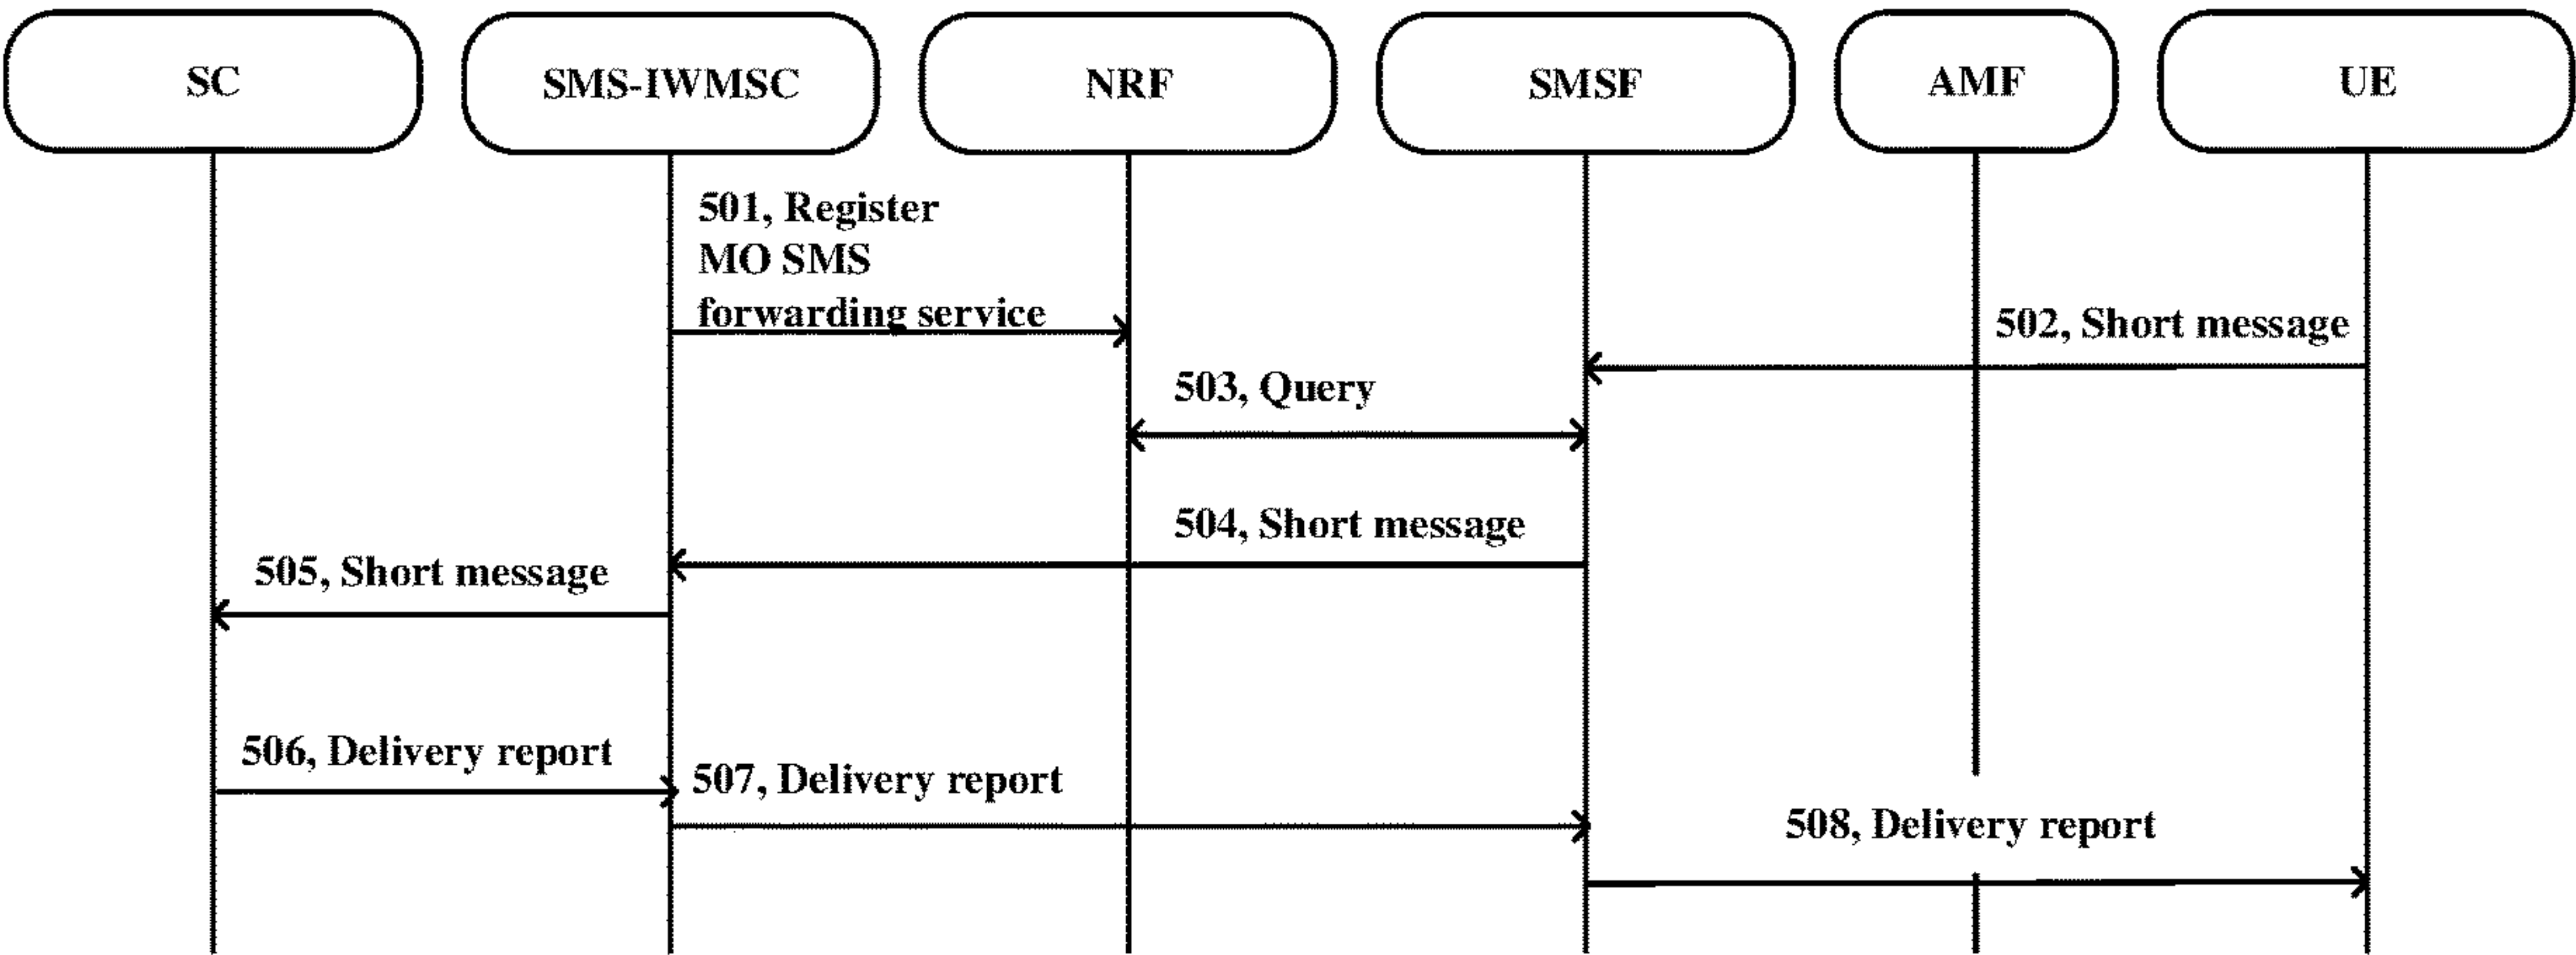 SC
SMS-IWMSC
NRF
SMSF
AMF
UE
501, Register
MO SMS
forwarding service
502, Short message
503, Query
504, Short message
505, Short message
506, Delivery report
507, Delivery report
508, Delivery report